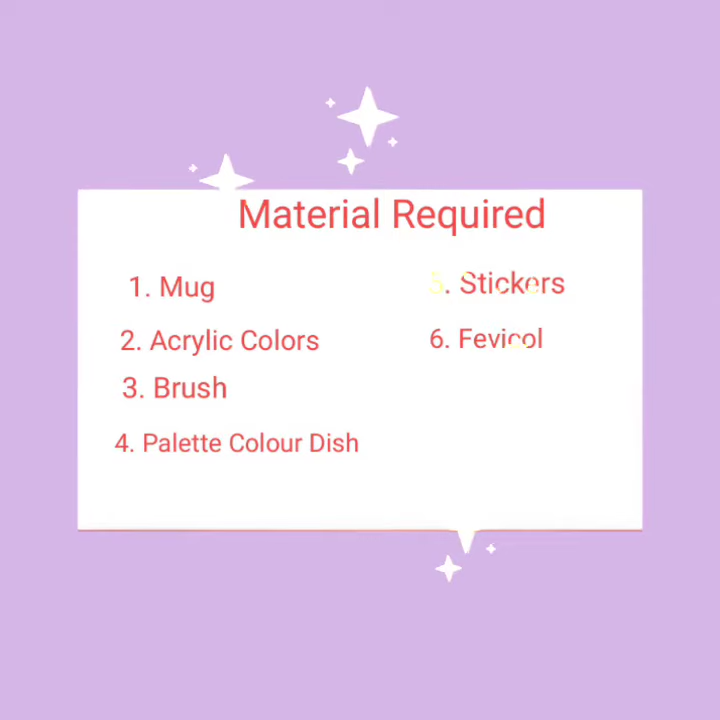 Material Required
1. Mug
2. Acrylic Colors
3. Brush
4. Palette Colour Dish
5. Stickers
6. Fevicol